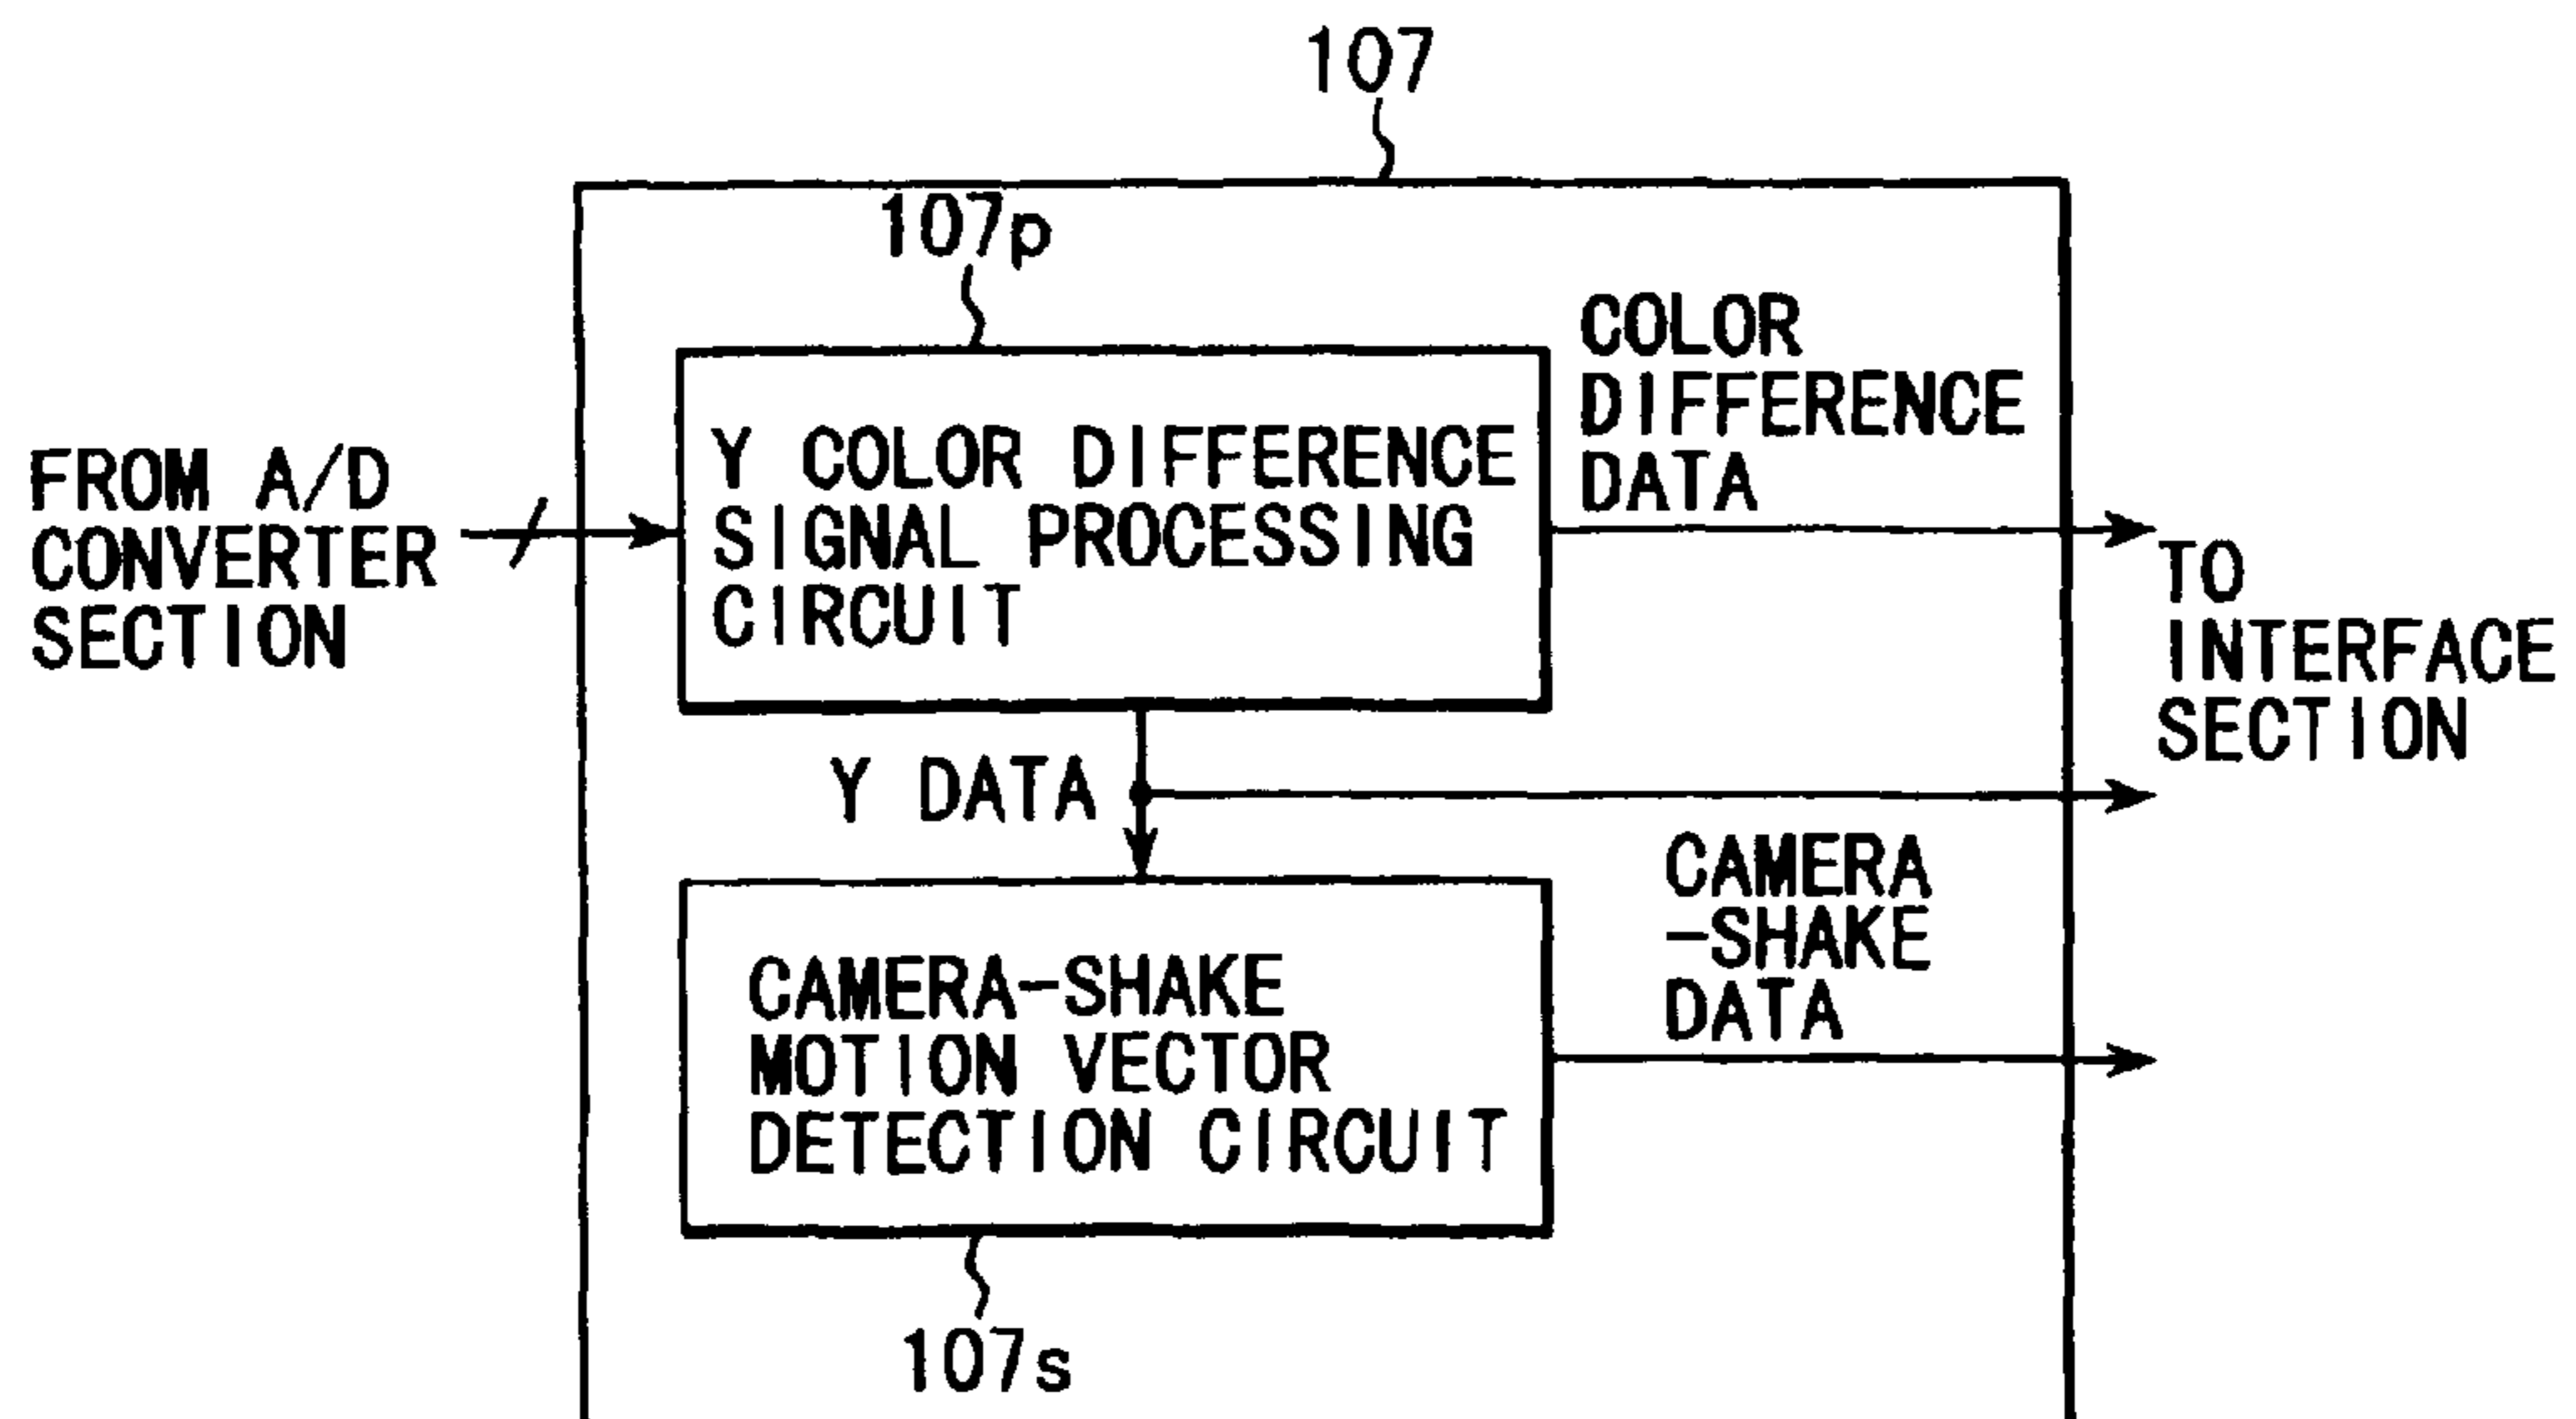 107
107p
FROM A/D
CONVERTER
SECTION
Y COLOR DIFFERENCE
SIGNAL PROCESSING
CIRCUIT
COLOR
DIFFERENCE
DATA
TO
INTERFACE
SECTION
Y DATA
CAMERA-SHAKE
MOTION VECTOR
DETECTION CIRCUIT
CAMERA
-SHAKE
DATA
107s